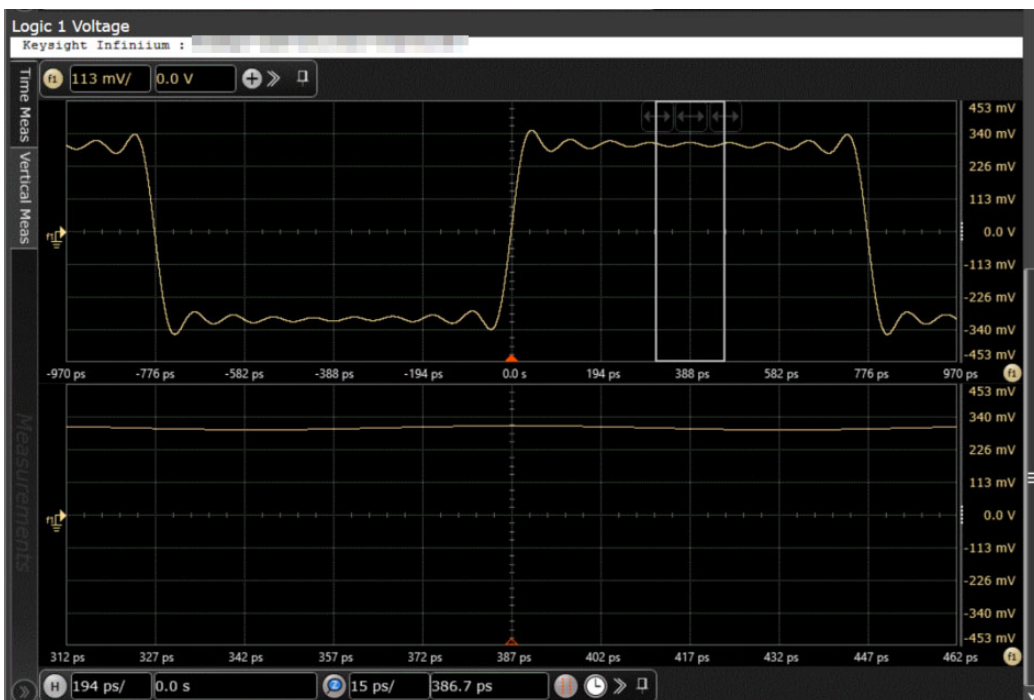 Logic 1 Voltage
Keysight Infiniium :
Time Meas
Vertical Meas
Measurements
f1 113 mV/ 0.0 V
453 mV
340 mV
226 mV
113 mV
0.0 V
-113 mV
-226 mV
-340 mV
-453 mV
f1
-970 ps -776 ps -582 ps -388 ps -194 ps 0.0 s 194 ps 388 ps 582 ps 776 ps 970 ps f1
453 mV
340 mV
226 mV
113 mV
0.0 V
-113 mV
-226 mV
-340 mV
-453 mV
f1
312 ps 327 ps 342 ps 357 ps 372 ps 387 ps 402 ps 417 ps 432 ps 447 ps 462 ps f1
H 194 ps/ 0.0 s Z 15 ps/ 386.7 ps